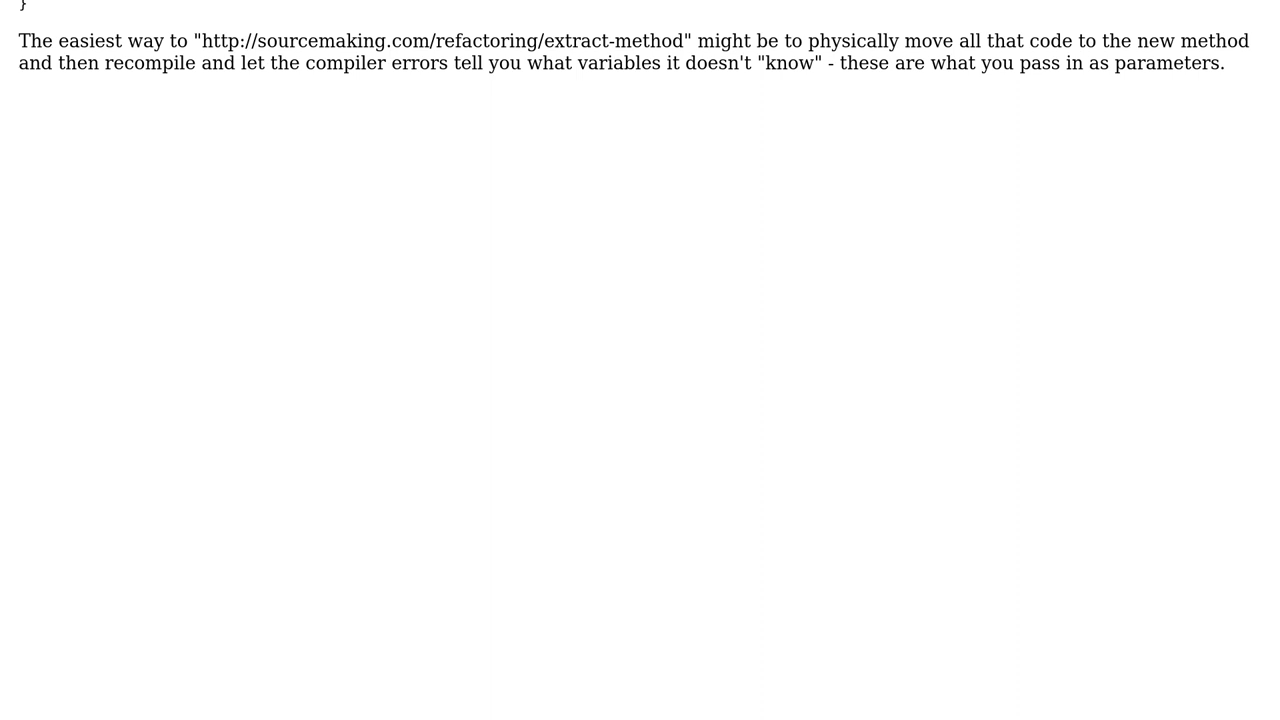 }
The easiest way to "http://sourcemaking.com/refactoring/extract-method" might be to physically move all that code to the new method
and then recompile and let the compiler errors tell you what variables it doesn't "know" - these are what you pass in as parameters.